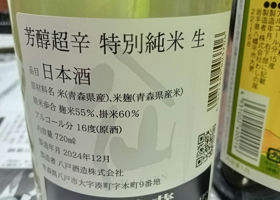 芳醇超辛 特別純米 生
品目 日本酒
原材料名 米(青森県産)、米麹(青森県産米)
精米歩合 麹米55%、掛米60%
アルコール分 16度(原酒)
内容量 720ml
製造年月 2024年12月
製造者 八戸酒造株式会社
青森県八戸市大字湊町字本町9番地